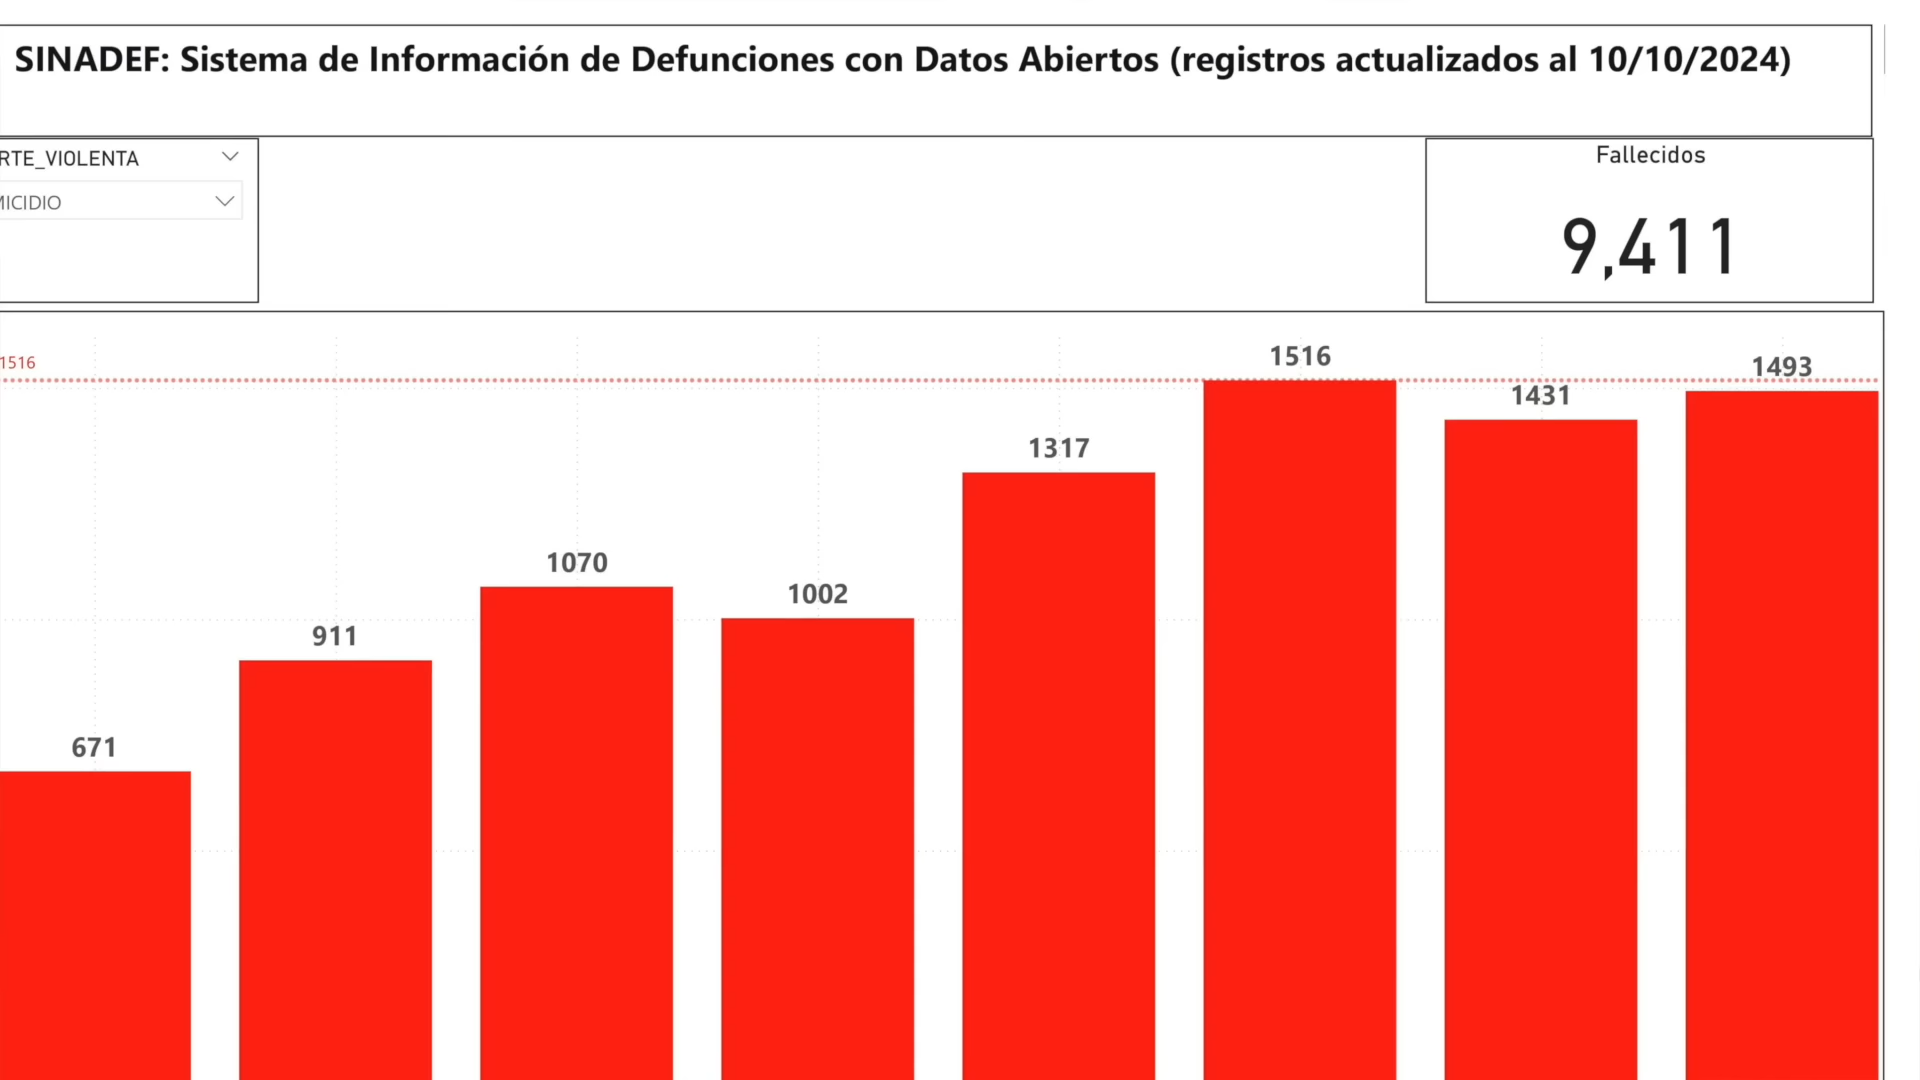 SINADEF: Sistema de Información de Defunciones con Datos Abiertos (registros actualizados al 10/10/2024)
RTE_VIOLENTA
MICIDIO
Fallecidos
9,411
1516
671
911
1070
1002
1317
1516
1431
1493